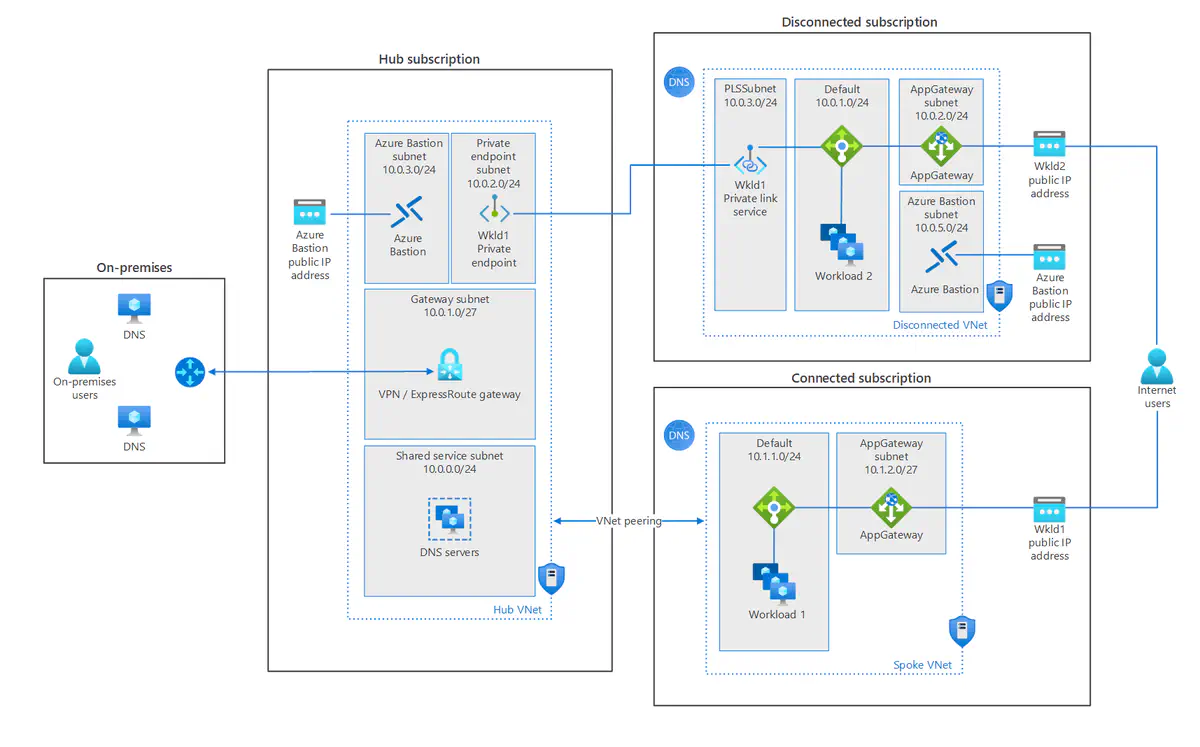 On-premises
DNS
On-premises
users
DNS
Hub subscription
Azure
Bastion
public IP
address
Azure Bastion
subnet
10.0.3.0/24
Azure
Bastion
Private
endpoint
subnet
10.0.2.0/24
Wkld1
Private
endpoint
Gateway subnet
10.0.1.0/27
VPN / ExpressRoute gateway
Shared service subnet
10.0.0.0/24
DNS servers
Hub VNet
VNet peering
Disconnected subscription
DNS
PLSSubnet
10.0.3.0/24
Wkld1
Private link
service
Default
10.0.1.0/24
Workload 2
AppGateway
subnet
10.0.2.0/24
AppGateway
Azure Bastion
subnet
10.0.5.0/24
Azure Bastion
Disconnected VNet
Wkld2
public IP
address
Azure
Bastion
public IP
address
Connected subscription
DNS
Default
10.1.1.0/24
Workload 1
AppGateway
subnet
10.1.2.0/27
AppGateway
Spoke VNet
Wkld1
public IP
address
Internet
users